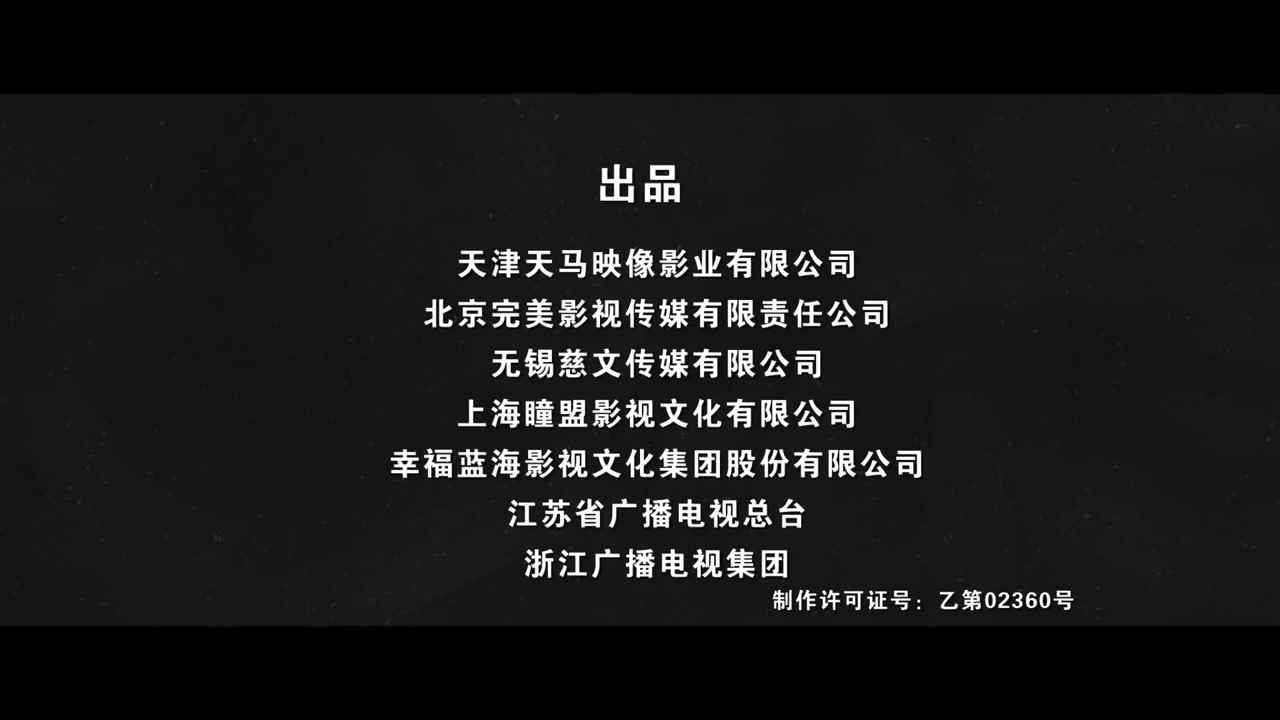 出品
天津天马映像影业有限公司
北京完美影视传媒有限责任公司
无锡慈文传媒有限公司
上海瞳盟影视文化有限公司
幸福蓝海影视文化集团股份有限公司
江苏省广播电视总台
浙江广播电视集团
制作许可证号：乙第02360号